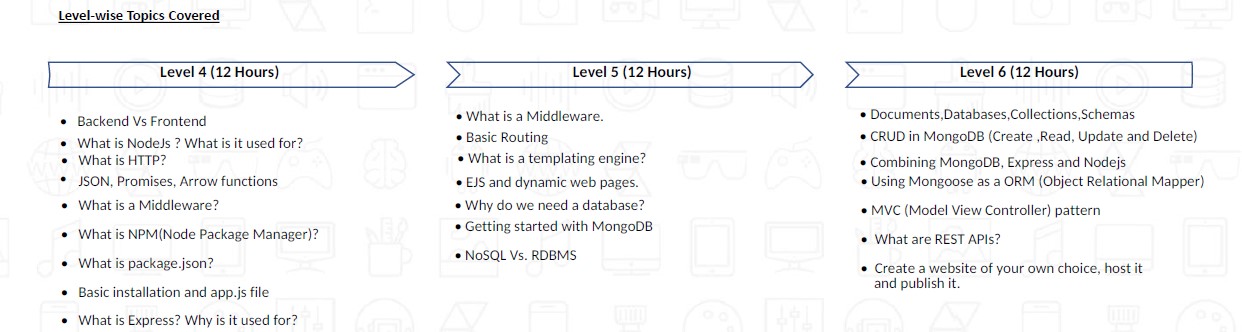 Level-wise Topics Covered
Level 4 (12 Hours)
• Backend Vs Frontend
• What is NodeJs ? What is it used for?
• What is HTTP?
• JSON, Promises, Arrow functions
• What is a Middleware?
• What is NPM(Node Package Manager)?
• What is package.json?
• Basic installation and app.js file
• What is Express? Why is it used for?
Level 5 (12 Hours)
• What is a Middleware.
• Basic Routing
• What is a templating engine?
• EJS and dynamic web pages.
• Why do we need a database?
• Getting started with MongoDB
• NoSQL Vs. RDBMS
Level 6 (12 Hours)
• Documents,Databases,Collections,Schemas
• CRUD in MongoDB (Create ,Read, Update and Delete)
• Combining MongoDB, Express and Nodejs
• Using Mongoose as a ORM (Object Relational Mapper)
• MVC (Model View Controller) pattern
• What are REST APIs?
• Create a website of your own choice, host it
and publish it.